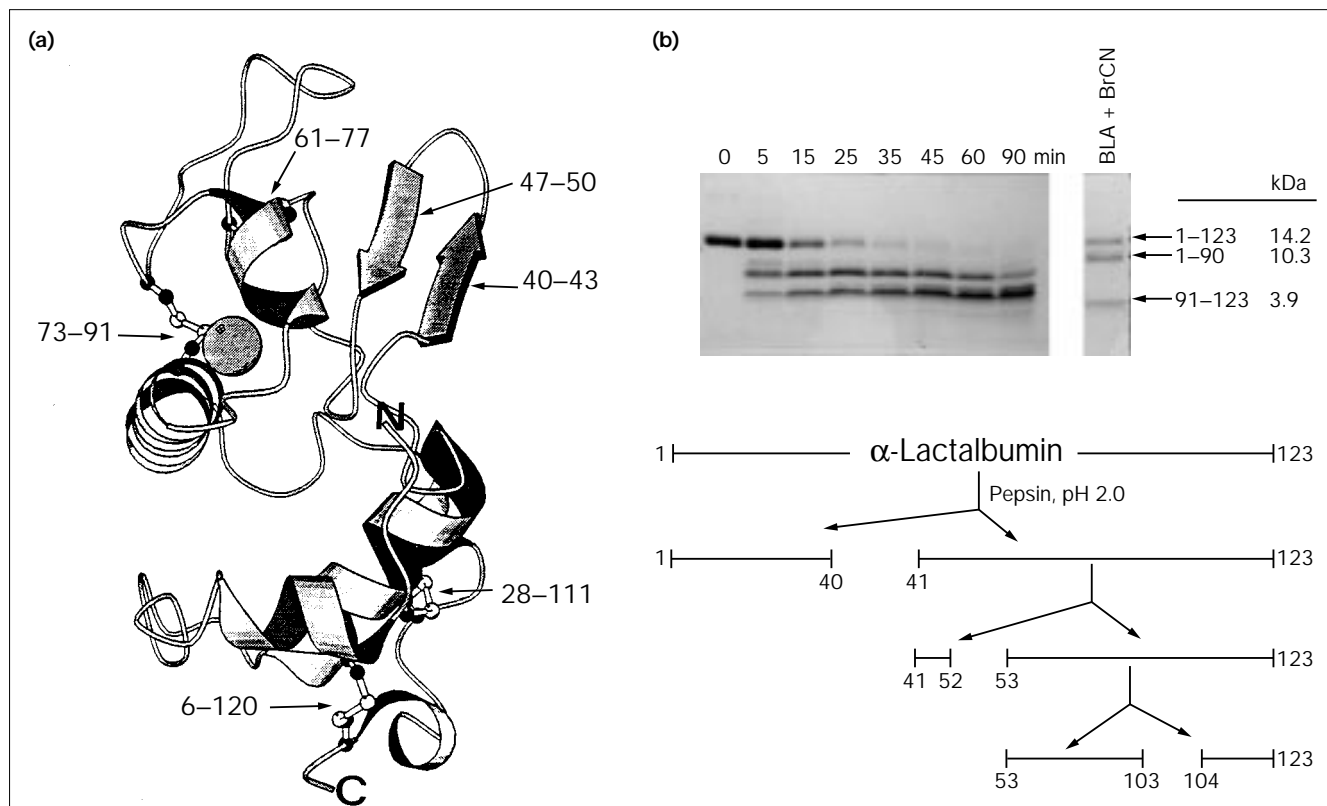 (a)
61–77
47–50
40–43
73–91
N
28–111
6–120
C
(b)
BLA + BrCN
0 5 15 25 35 45 60 90 min
kDa
1–123 14.2
1–90 10.3
91–123 3.9
1 α-Lactalbumin 123
Pepsin, pH 2.0
1 40 41 123
41 52 53 123
53 103 104 123